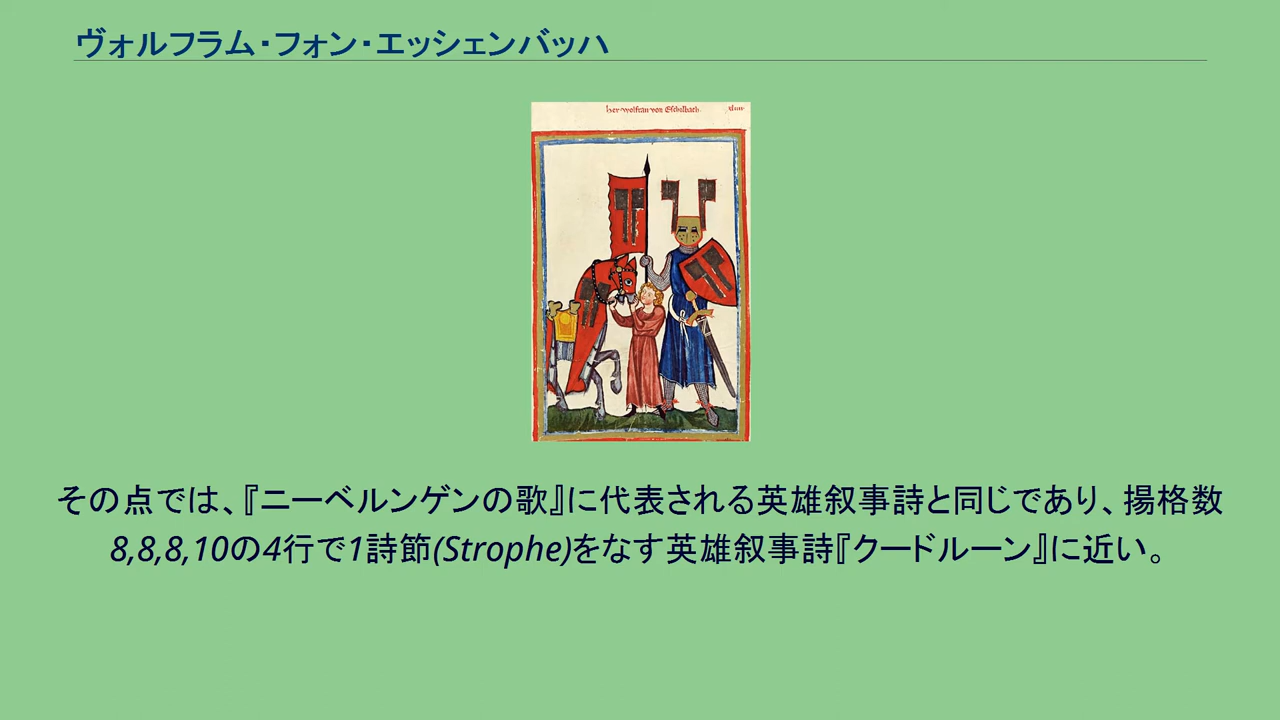 ヴォルフラム・フォン・エッシェンバッハ
Her wolfran von Eschilbach.
その点では、『ニーベルンゲンの歌』に代表される英雄叙事詩と同じであり、揚格数
8,8,8,10の4行で1詩節(Strophe)をなす英雄叙事詩『クードルーン』に近い。